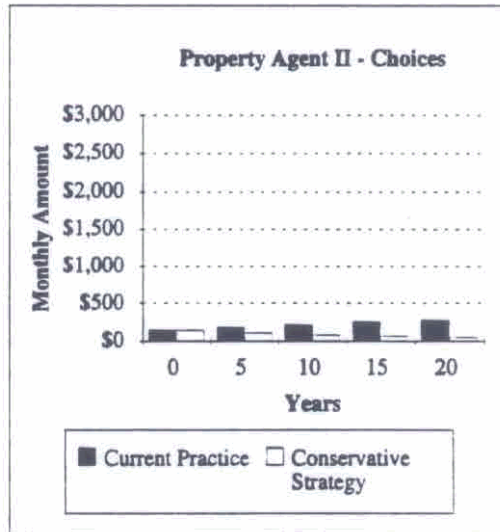 Property Agent II - Choices
$3,000
$2,500
$2,000
$1,500
$1,000
$500
$0
Monthly Amount
0 5 10 15 20
Years
Current Practice
Conservative
Strategy